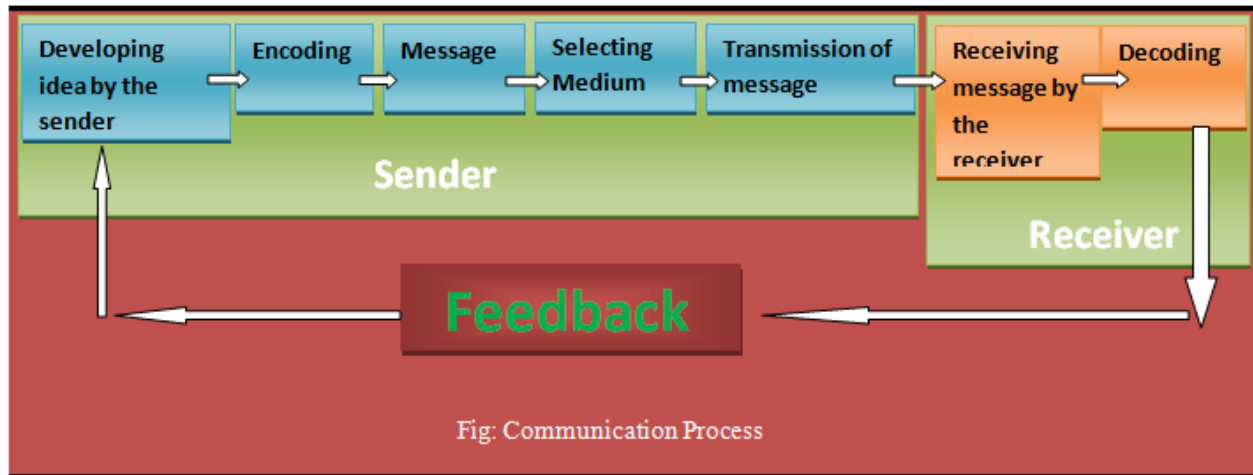 Developing
idea by the
sender
Encoding
Message
Selecting
Medium
Transmission of
message
Receiving
message by
the
receiver
Decoding
Sender
Receiver
Feedback
Fig: Communication Process